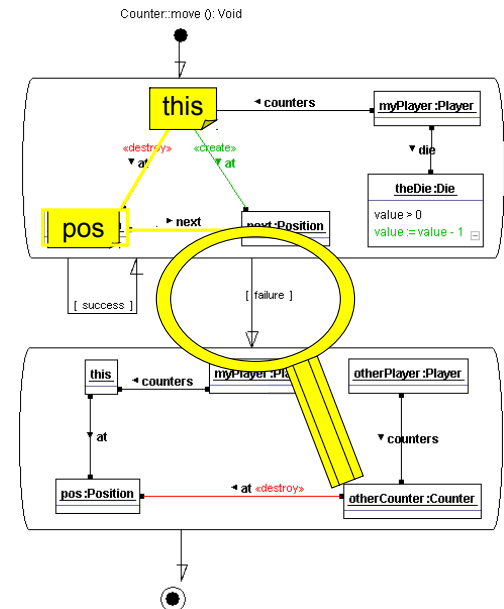 Counter::move (): Void
this
◄ counters
myPlayer :Player
«destroy»
▼ at
«create»
▼ at
▼ die
theDie :Die
value > 0
value := value - 1
pos
► next
next :Position
[ success ]
[ failure ]
this
◄ counters
myPlayer :Player
otherPlayer :Player
▼ at
▼ counters
pos :Position
◄ at «destroy»
otherCounter :Counter